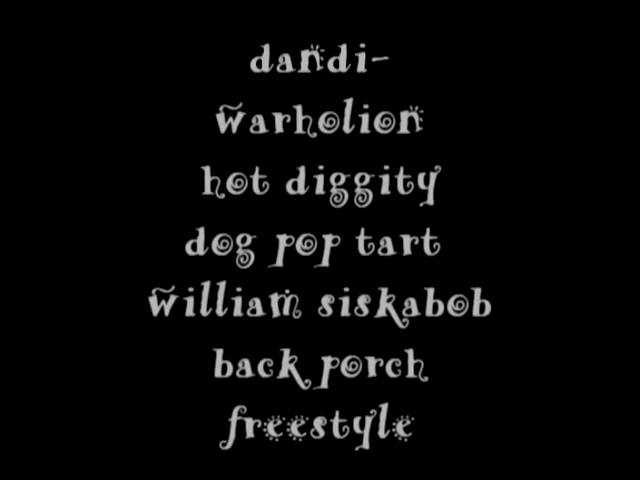 dandi-
warholion
hot diggity
dog pop tart
william siskabob
back porch
freestyle